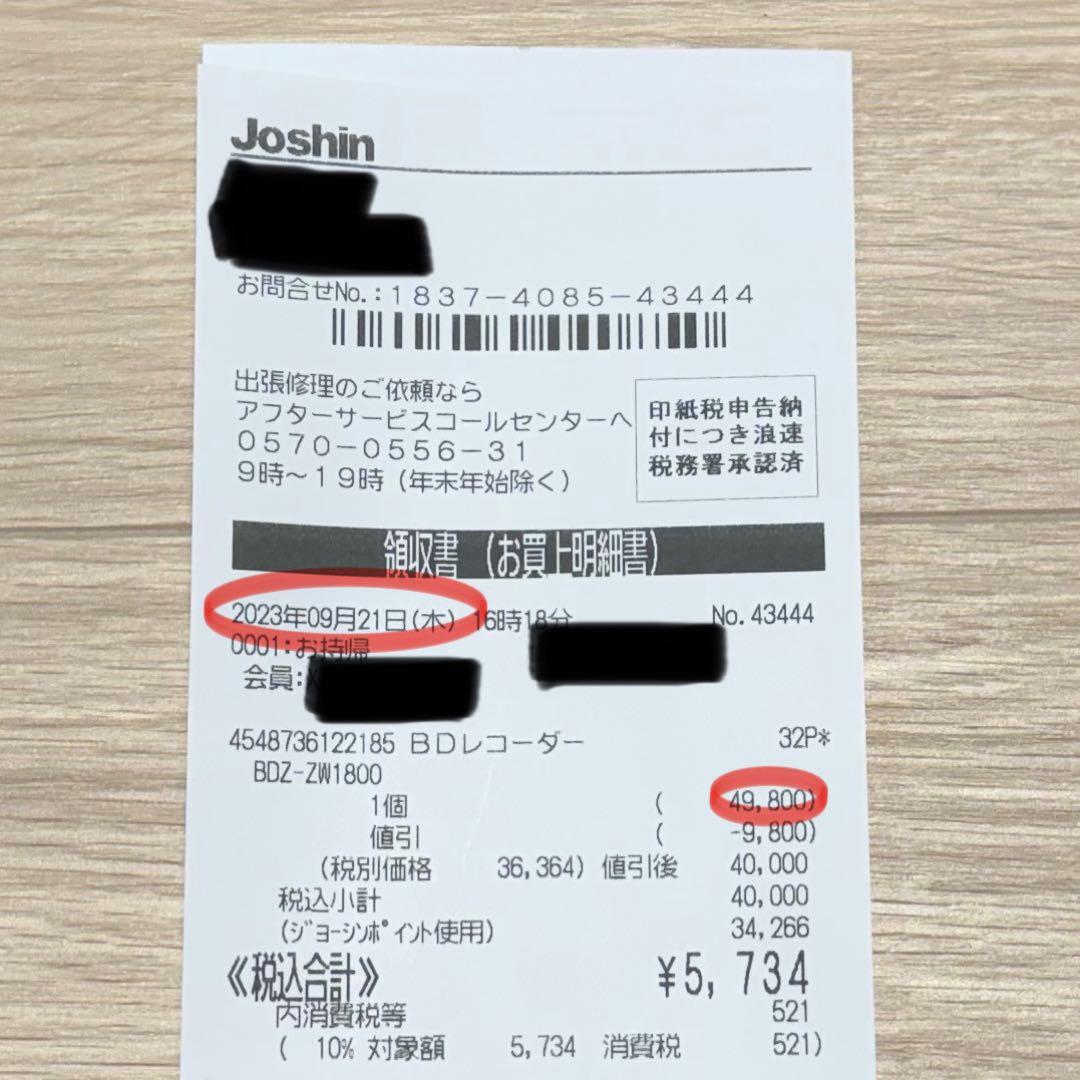 Joshin
お問合せNo.:1837-4085-43444
出張修理のご依頼なら
アフターサービスコールセンターへ
0570-0556-31
9時~19時(年末年始除く)
印紙税申告納
付につき浪速
税務署承認済
領収書 (お買上明細書)
2023年09月21日(木) 16時18分 No.43444
0001:お持帰
会員:
4548736122185 BDレコーダー 32P*
BDZ-ZW1800
1個 ( 49,800)
値引 ( -9,800)
(税別価格 36,364) 値引後 40,000
税込小計 40,000
(ジョーシンポイント使用) 34,266
《税込合計》 ¥5,734
内消費税等 521
( 10% 対象額 5,734 消費税 521)